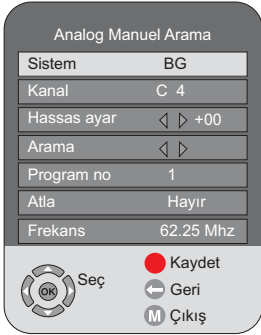 Analog Manuel Arama
Sistem BG
Kanal C 4
Hassas ayar +00
Arama
Program no 1
Atla Hayır
Frekans 62.25 Mhz
OK Seç
Kaydet
Geri
M Çıkış